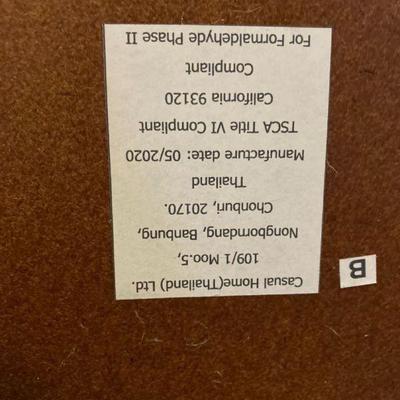 Casual Home(Thailand) Ltd.
109/1 Moo.5,
Nongborndang, Banbung,
Chonburi, 20170.
Thailand
Manufacture date: 05/2020
TSCA Title VI Compliant
California 93120
Compliant
For Formaldehyde Phase II
B